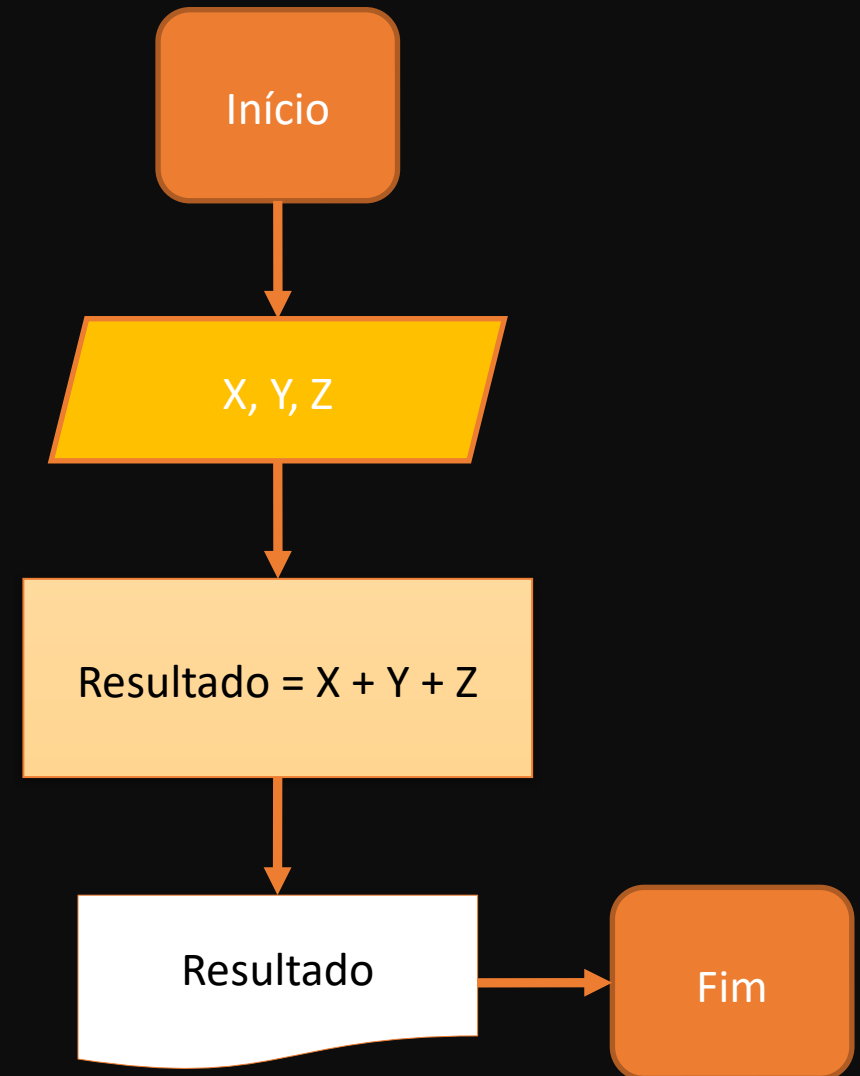 Início
X, Y, Z
Resultado = X + Y + Z
Resultado
Fim